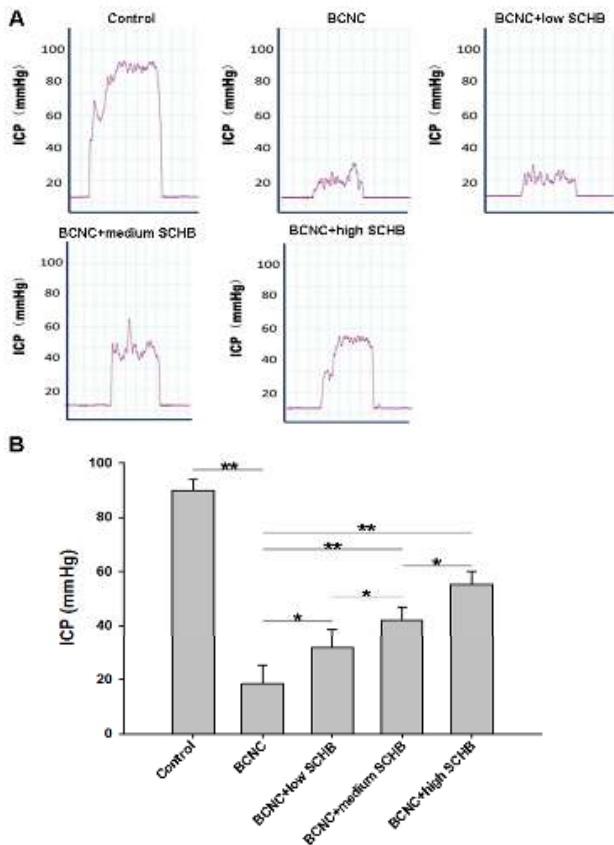 A
Control
BCNC
BCNC+low SCHB
ICP (mmHg)
100
80
60
40
20
ICP (mmHg)
100
80
60
40
20
ICP (mmHg)
100
80
60
40
20
BCNC+medium SCHB
BCNC+high SCHB
ICP (mmHg)
100
80
60
40
20
ICP (mmHg)
100
80
60
40
20
B
ICP (mmHg)
100
80
60
40
20
0
**
**
**
*
*
*
Control
BCNC
BCNC+low SCHB
BCNC+medium SCHB
BCNC+high SCHB